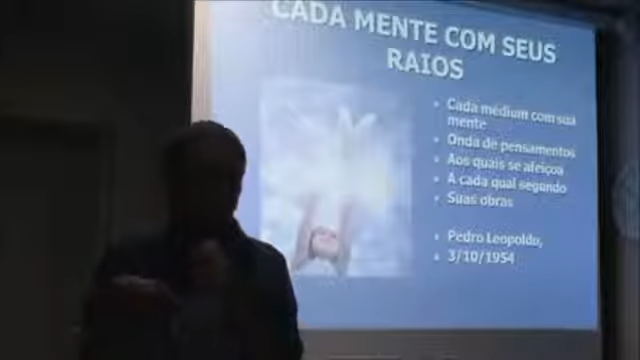 CADA MENTE COM SEUS
RAIOS
Cada médium com sua
mente
Onda de pensamentos
Aos quais se afeiçoa
A cada qual segundo
Suas obras
Pedro Leopoldo,
3/10/1954